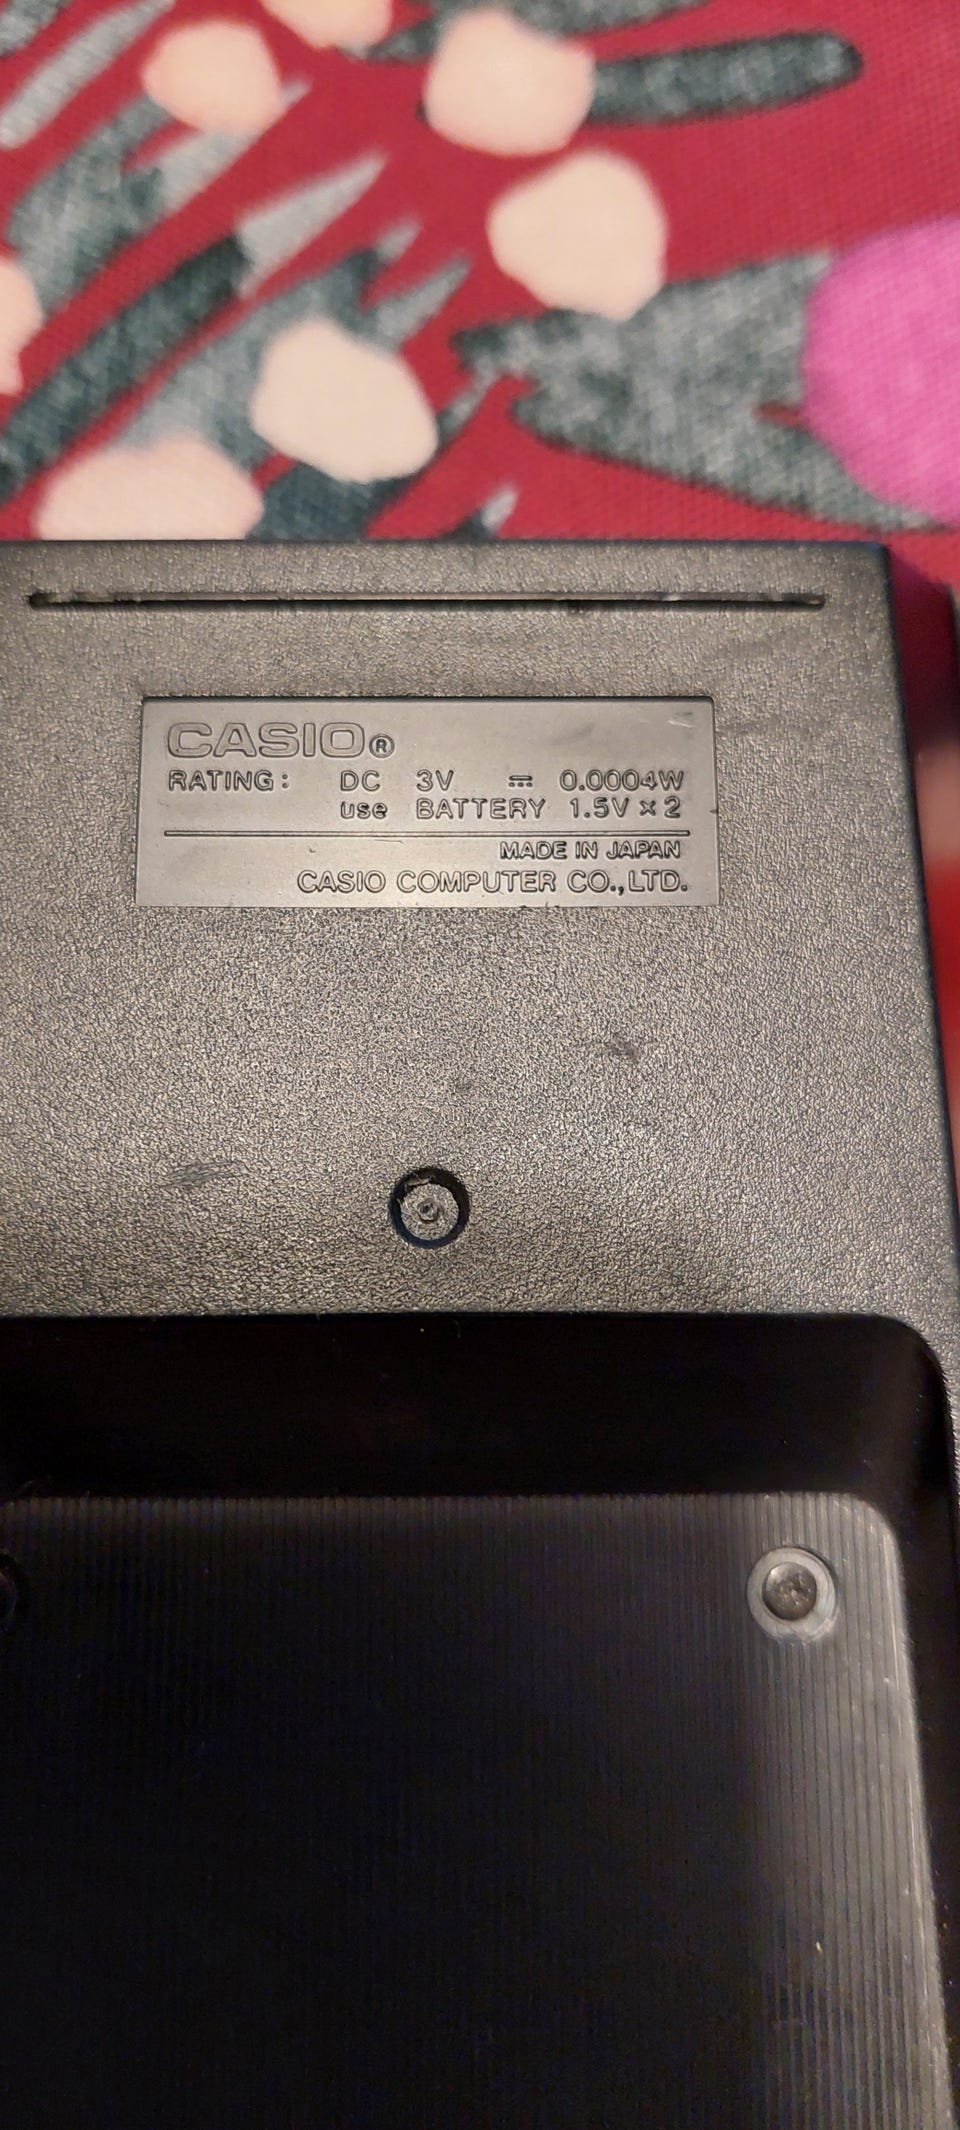 CASIO®
RATING: DC 3V ⎓ 0.0004W
use BATTERY 1.5V × 2
MADE IN JAPAN
CASIO COMPUTER CO.,LTD.